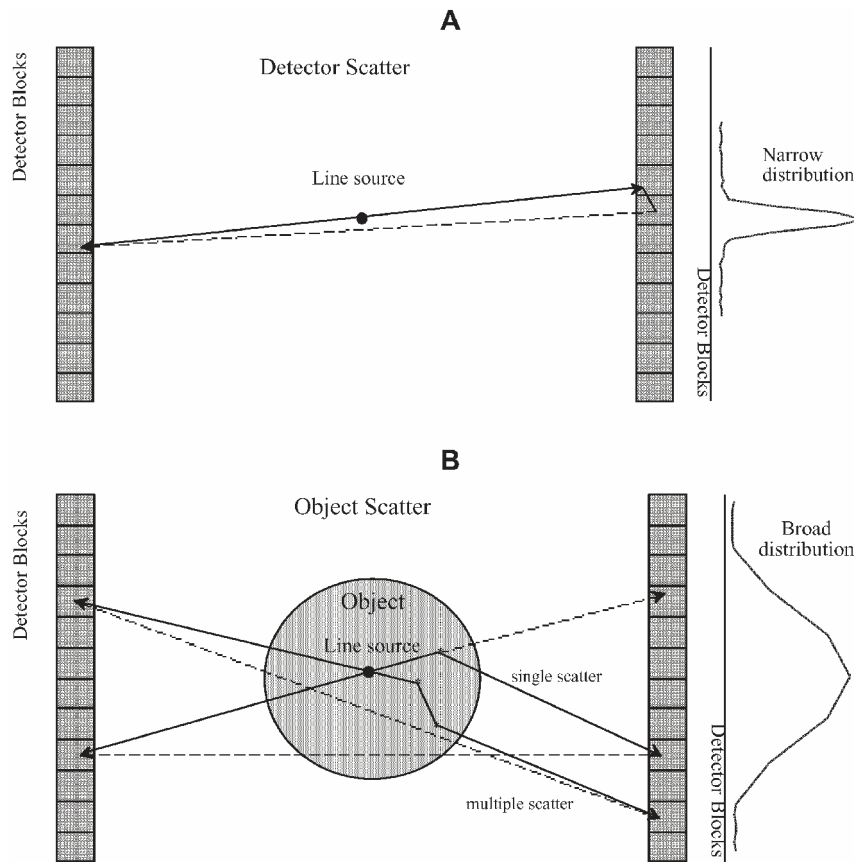 A
Detector Blocks
Detector Scatter
Line source
Narrow
distribution
Detector Blocks
B
Detector Blocks
Object Scatter
Broad
distribution
Object
Line source
single scatter
multiple scatter
Detector Blocks